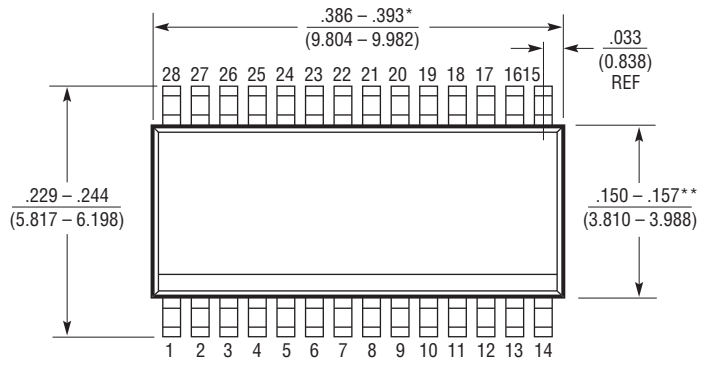 .386 – .393*
(9.804 – 9.982)
.033
(0.838)
REF
28 27 26 25 24 23 22 21 20 19 18 17 16 15
.229 – .244
(5.817 – 6.198)
.150 – .157**
(3.810 – 3.988)
1 2 3 4 5 6 7 8 9 10 11 12 13 14